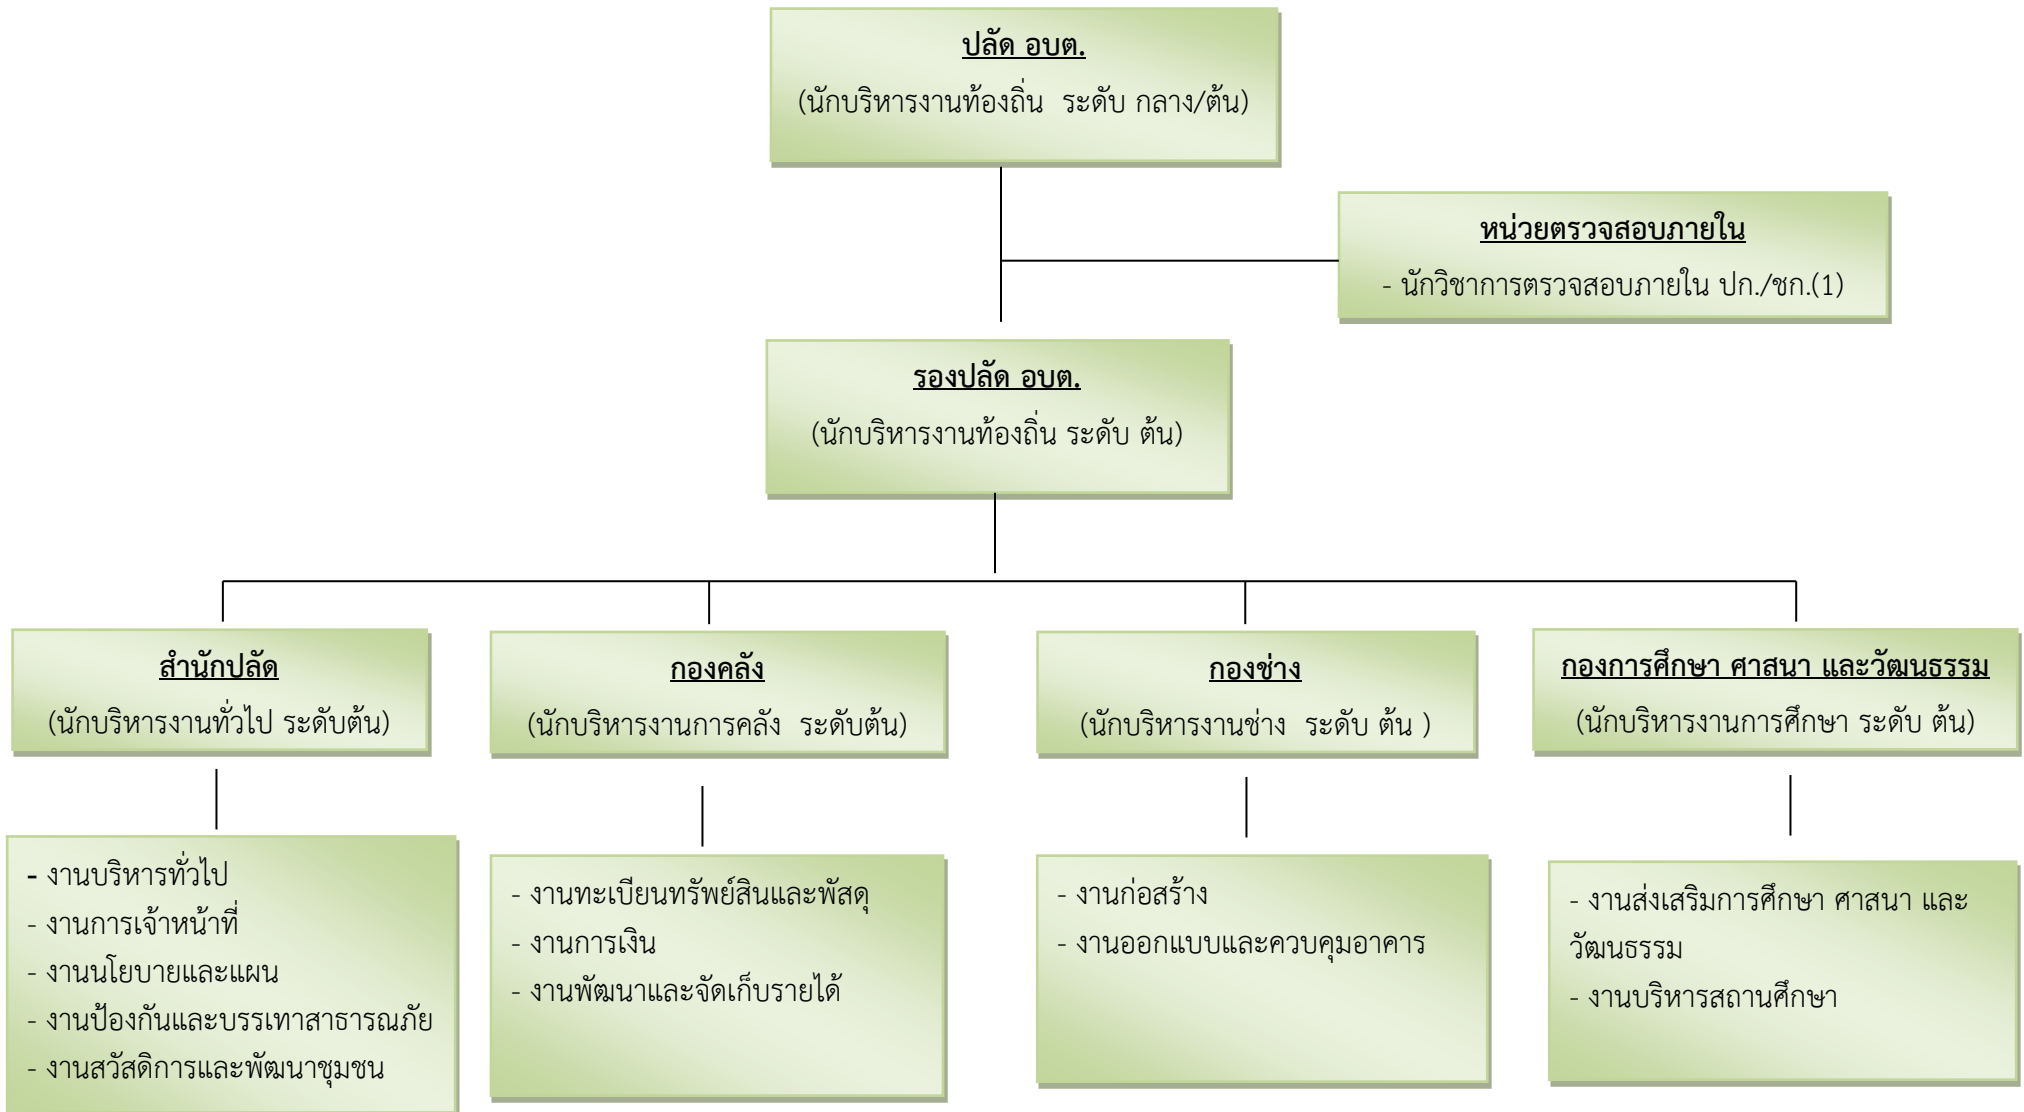 ปลัด อบต.
(นักบริหารงานท้องถิ่น ระดับ กลาง/ต้น)
หน่วยตรวจสอบภายใน
- นักวิชาการตรวจสอบภายใน ปก./ชก.(1)
รองปลัด อบต.
(นักบริหารงานท้องถิ่น ระดับ ต้น)
สำนักปลัด
(นักบริหารงานทั่วไป ระดับต้น)
กองคลัง
(นักบริหารงานการคลัง ระดับต้น)
กองช่าง
(นักบริหารงานช่าง ระดับ ต้น )
กองการศึกษา ศาสนา และวัฒนธรรม
(นักบริหารงานการศึกษา ระดับ ต้น)
- งานบริหารทั่วไป
- งานการเจ้าหน้าที่
- งานนโยบายและแผน
- งานป้องกันและบรรเทาสาธารณภัย
- งานสวัสดิการและพัฒนาชุมชน
- งานทะเบียนทรัพย์สินและพัสดุ
- งานการเงิน
- งานพัฒนาและจัดเก็บรายได้
- งานก่อสร้าง
- งานออกแบบและควบคุมอาคาร
- งานส่งเสริมการศึกษา ศาสนา และ
วัฒนธรรม
- งานบริหารสถานศึกษา